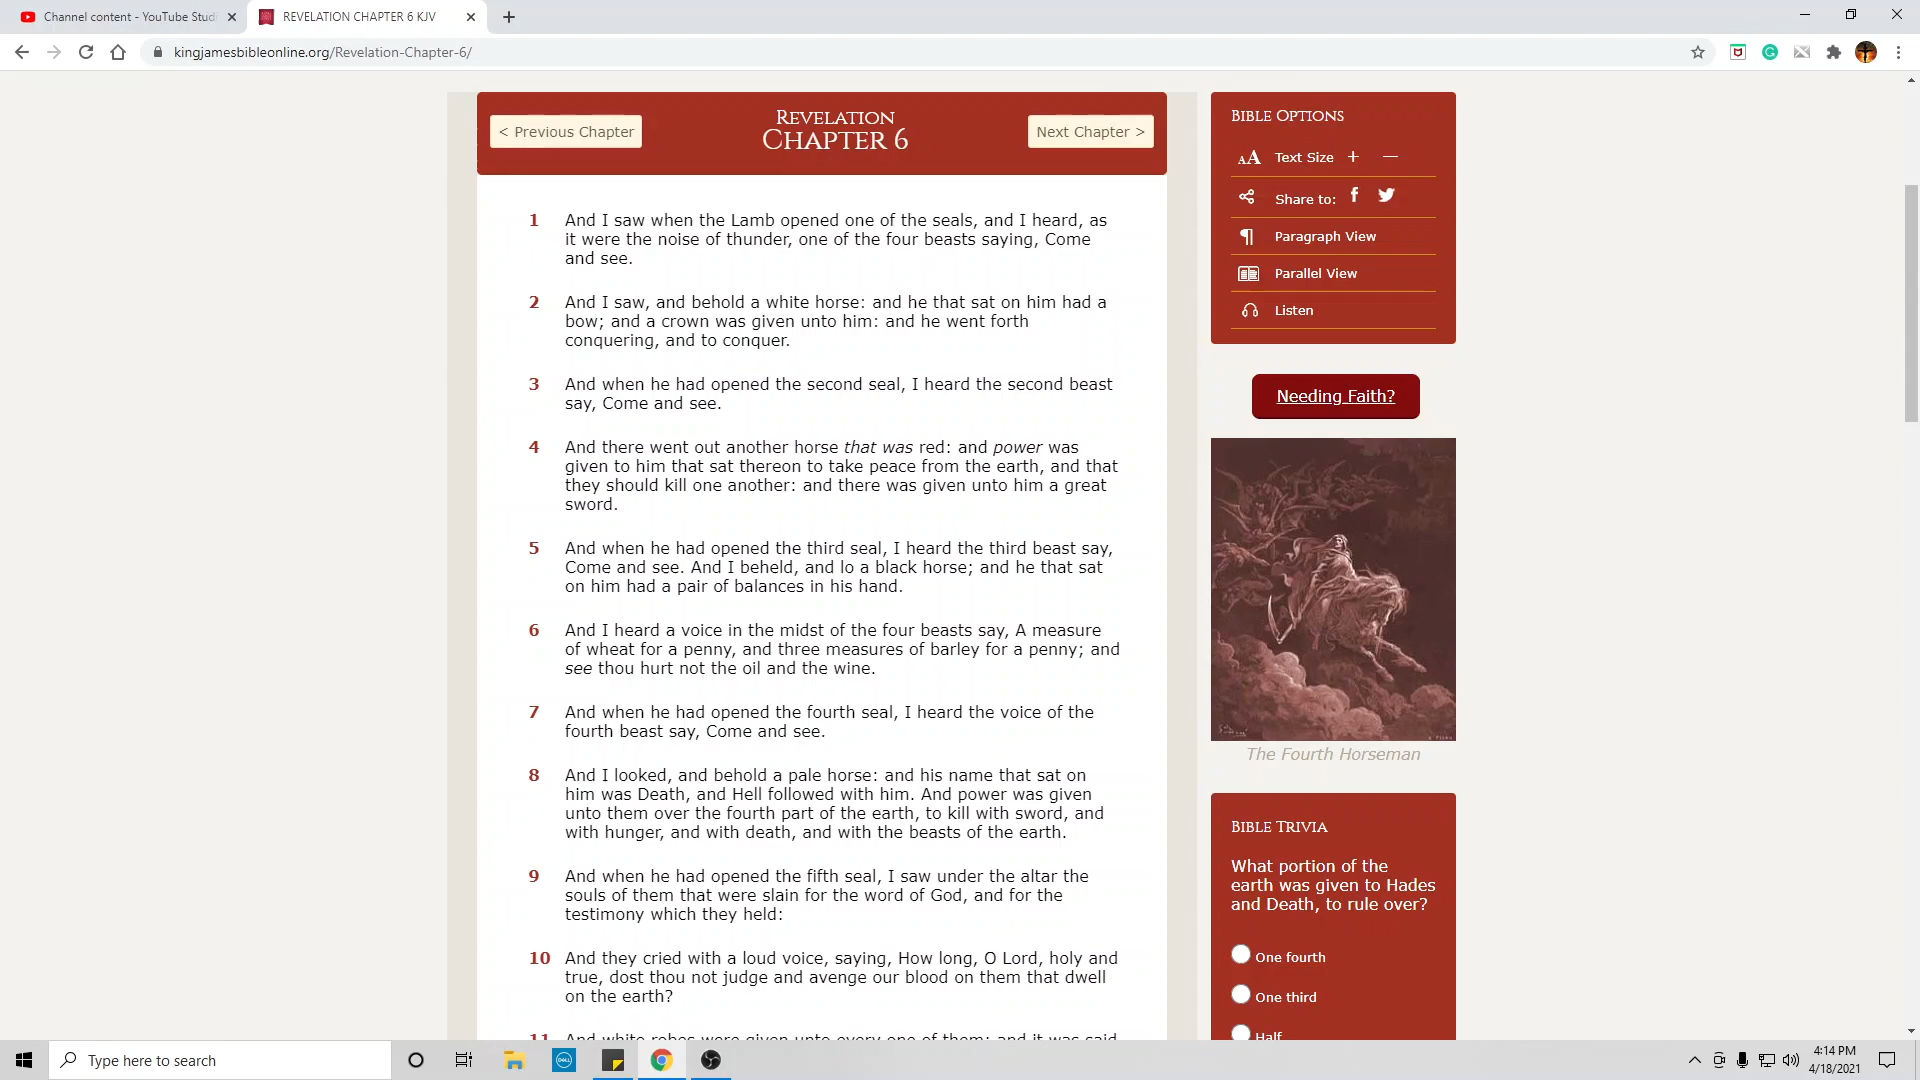 Channel content - YouTube Studi
REVELATION CHAPTER 6 KJV
kingjamesbibleonline.org/Revelation-Chapter-6/
< Previous Chapter
REVELATION
CHAPTER 6
Next Chapter >
1 And I saw when the Lamb opened one of the seals, and I heard, as
it were the noise of thunder, one of the four beasts saying, Come
and see.
2 And I saw, and behold a white horse: and he that sat on him had a
bow; and a crown was given unto him: and he went forth
conquering, and to conquer.
3 And when he had opened the second seal, I heard the second beast
say, Come and see.
4 And there went out another horse that was red: and power was
given to him that sat thereon to take peace from the earth, and that
they should kill one another: and there was given unto him a great
sword.
5 And when he had opened the third seal, I heard the third beast say,
Come and see. And I beheld, and lo a black horse; and he that sat
on him had a pair of balances in his hand.
6 And I heard a voice in the midst of the four beasts say, A measure
of wheat for a penny, and three measures of barley for a penny; and
see thou hurt not the oil and the wine.
7 And when he had opened the fourth seal, I heard the voice of the
fourth beast say, Come and see.
8 And I looked, and behold a pale horse: and his name that sat on
him was Death, and Hell followed with him. And power was given
unto them over the fourth part of the earth, to kill with sword, and
with hunger, and with death, and with the beasts of the earth.
9 And when he had opened the fifth seal, I saw under the altar the
souls of them that were slain for the word of God, and for the
testimony which they held:
10 And they cried with a loud voice, saying, How long, O Lord, holy and
true, dost thou not judge and avenge our blood on them that dwell
on the earth?
11 And white robes were given unto every one of them; and it was said
BIBLE OPTIONS
AA Text Size + —
Share to:
¶ Paragraph View
Parallel View
Listen
Needing Faith?
The Fourth Horseman
BIBLE TRIVIA
What portion of the
earth was given to Hades
and Death, to rule over?
One fourth
One third
Half
Type here to search
DELL
4:14 PM
4/18/2021